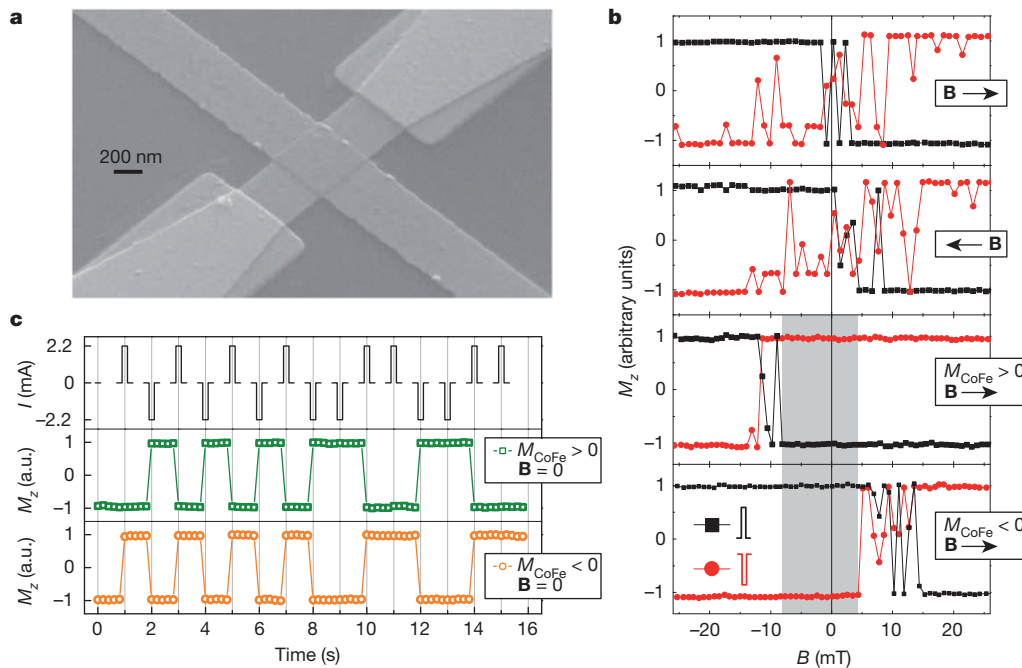 a
200 nm
b
1
0
−1
B →
1
0
−1
← B
1
0
−1
M_CoFe > 0
B →
1
0
−1
M_CoFe < 0
B →
−20 −10 0 10 20
B (mT)
M_z (arbitrary units)
c
2.2
0
−2.2
I (mA)
1
0
−1
M_z (a.u.)
M_CoFe > 0
B = 0
1
0
−1
M_z (a.u.)
M_CoFe < 0
B = 0
0 2 4 6 8 10 12 14 16
Time (s)